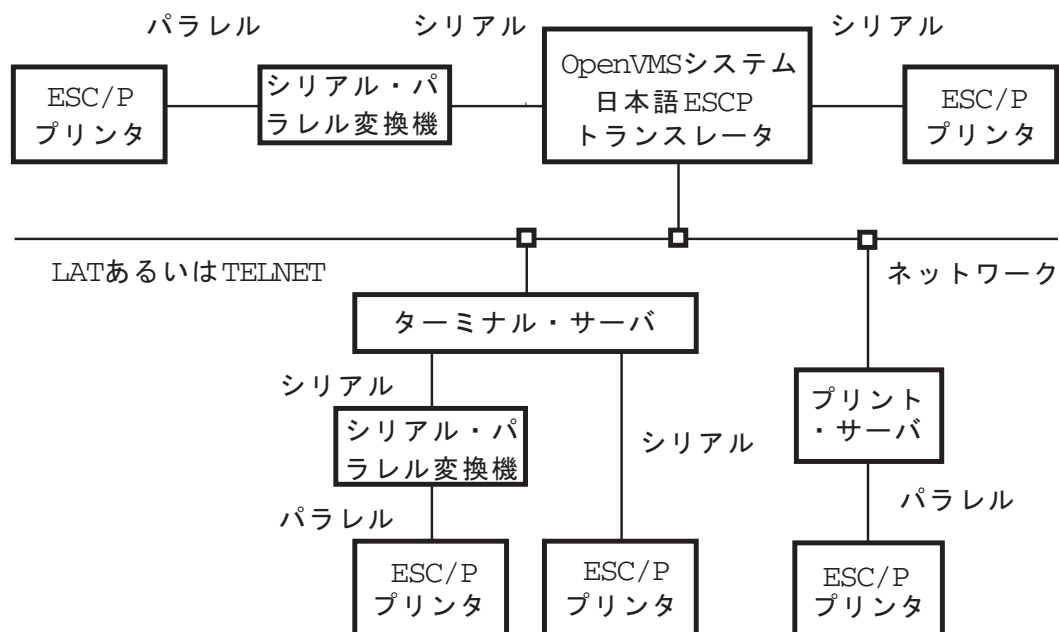 パラレル
シリアル
シリアル
ESC/P
プリンタ
シリアル・パ
ラレル変換機
OpenVMSシステム
日本語ESCP
トランスレータ
ESC/P
プリンタ
LATあるいはTELNET
ネットワーク
ターミナル・サーバ
シリアル
シリアル・パ
ラレル変換機
シリアル
プリント
・サーバ
パラレル
パラレル
ESC/P
プリンタ
ESC/P
プリンタ
ESC/P
プリンタ